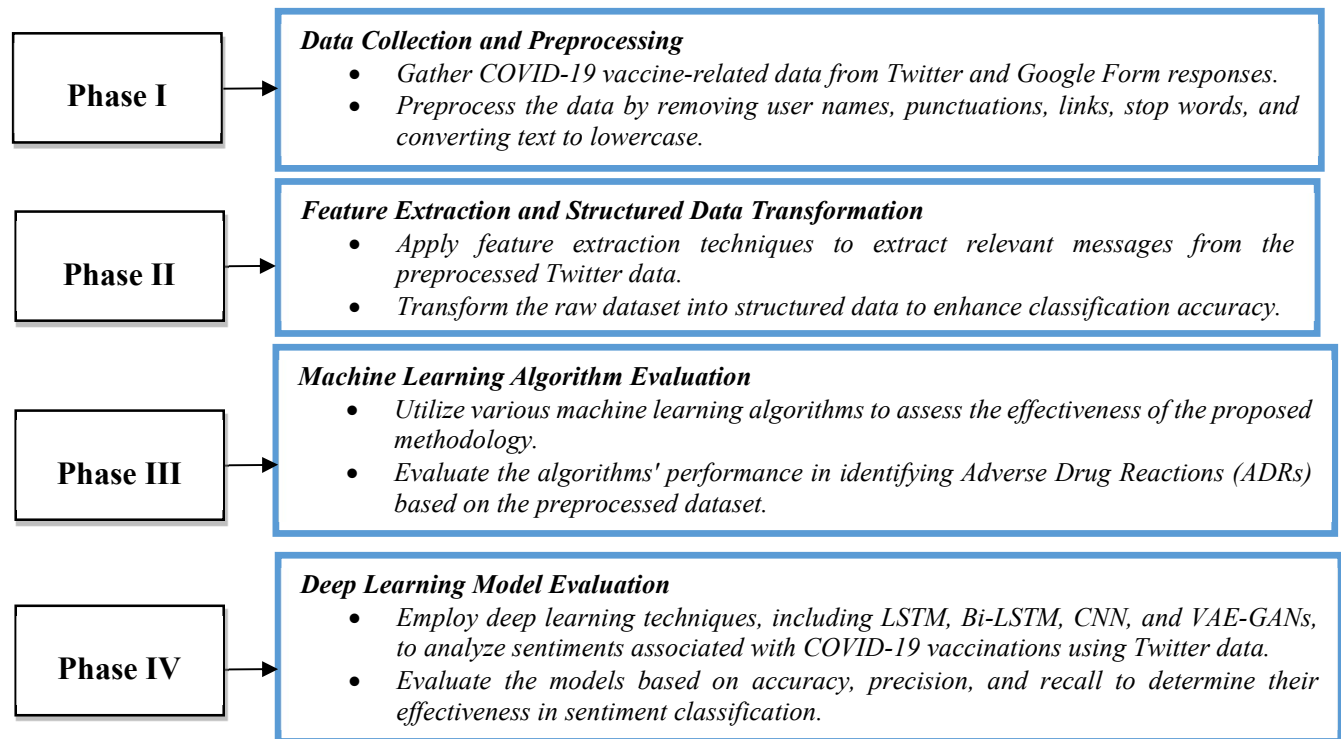 Phase I
Data Collection and Preprocessing
• Gather COVID-19 vaccine-related data from Twitter and Google Form responses.
• Preprocess the data by removing user names, punctuations, links, stop words, and
converting text to lowercase.
Phase II
Feature Extraction and Structured Data Transformation
• Apply feature extraction techniques to extract relevant messages from the
preprocessed Twitter data.
• Transform the raw dataset into structured data to enhance classification accuracy.
Phase III
Machine Learning Algorithm Evaluation
• Utilize various machine learning algorithms to assess the effectiveness of the proposed
methodology.
• Evaluate the algorithms' performance in identifying Adverse Drug Reactions (ADRs)
based on the preprocessed dataset.
Phase IV
Deep Learning Model Evaluation
• Employ deep learning techniques, including LSTM, Bi-LSTM, CNN, and VAE-GANs,
to analyze sentiments associated with COVID-19 vaccinations using Twitter data.
• Evaluate the models based on accuracy, precision, and recall to determine their
effectiveness in sentiment classification.